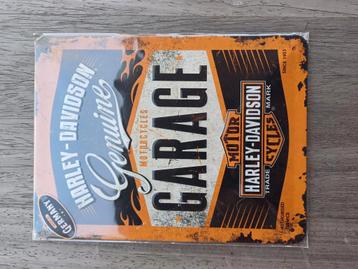 HARLEY-DAVIDSON
Genuine
MOTORCYCLES
GARAGE
MOTOR
HARLEY-DAVIDSON
CYCLES
TRADE MARK
SINCE 1903
GERMANY